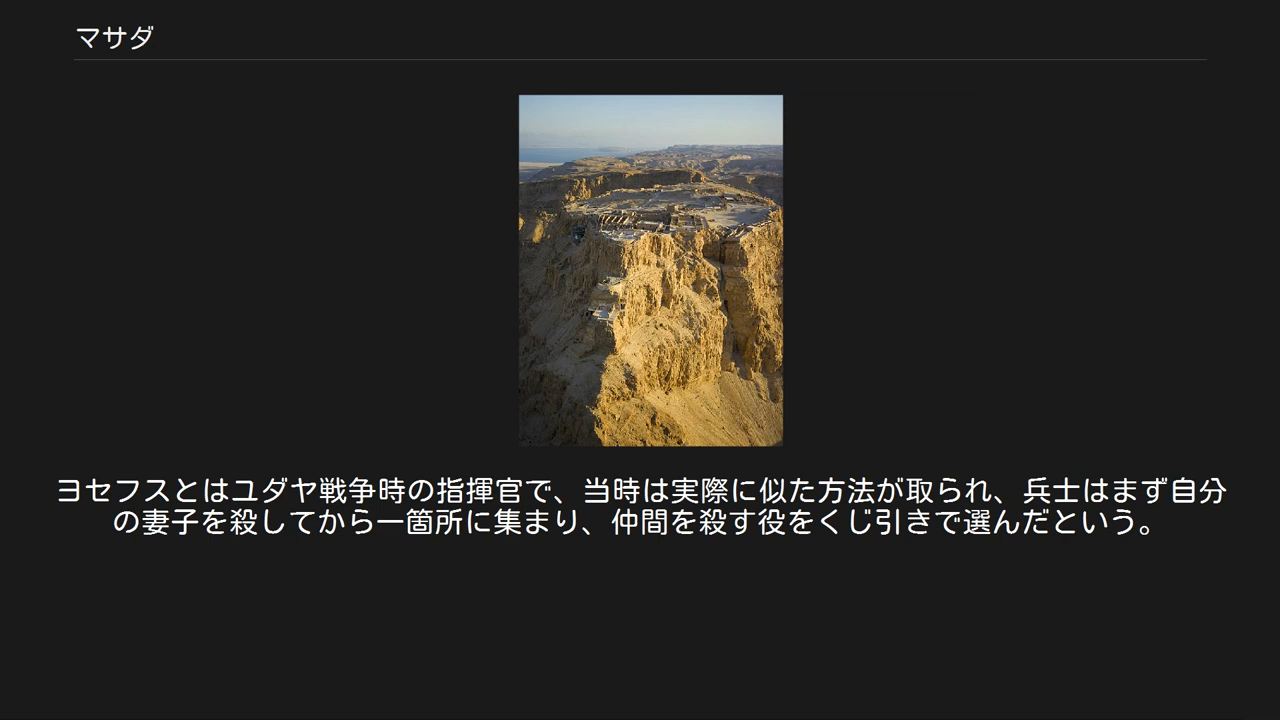 マサダ
ヨセフスとはユダヤ戦争時の指揮官で、当時は実際に似た方法が取られ、兵士はまず自分
の妻子を殺してから一箇所に集まり、仲間を殺す役をくじ引きで選んだという。